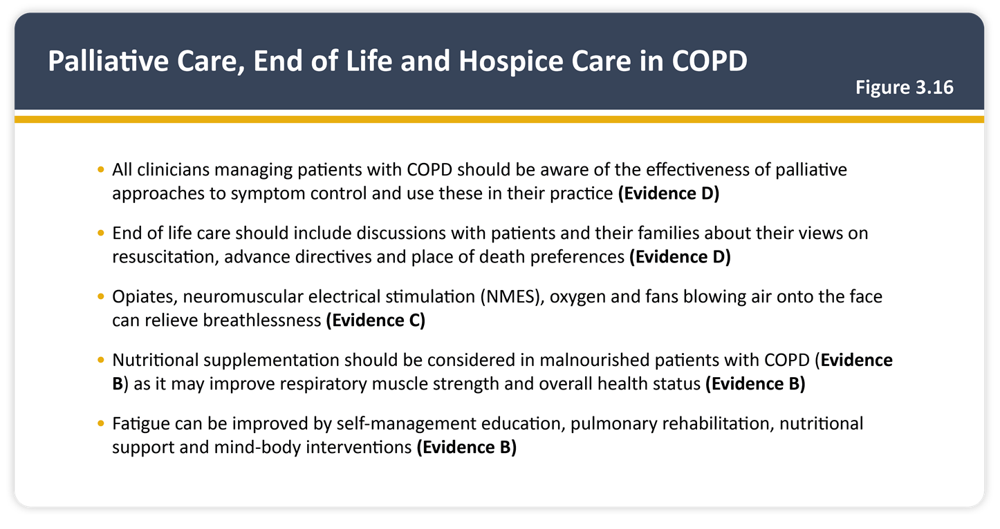 Palliative Care, End of Life and Hospice Care in COPD
Figure 3.16
• All clinicians managing patients with COPD should be aware of the effectiveness of palliative
approaches to symptom control and use these in their practice (Evidence D)
• End of life care should include discussions with patients and their families about their views on
resuscitation, advance directives and place of death preferences (Evidence D)
• Opiates, neuromuscular electrical stimulation (NMES), oxygen and fans blowing air onto the face
can relieve breathlessness (Evidence C)
• Nutritional supplementation should be considered in malnourished patients with COPD (Evidence
B) as it may improve respiratory muscle strength and overall health status (Evidence B)
• Fatigue can be improved by self-management education, pulmonary rehabilitation, nutritional
support and mind-body interventions (Evidence B)